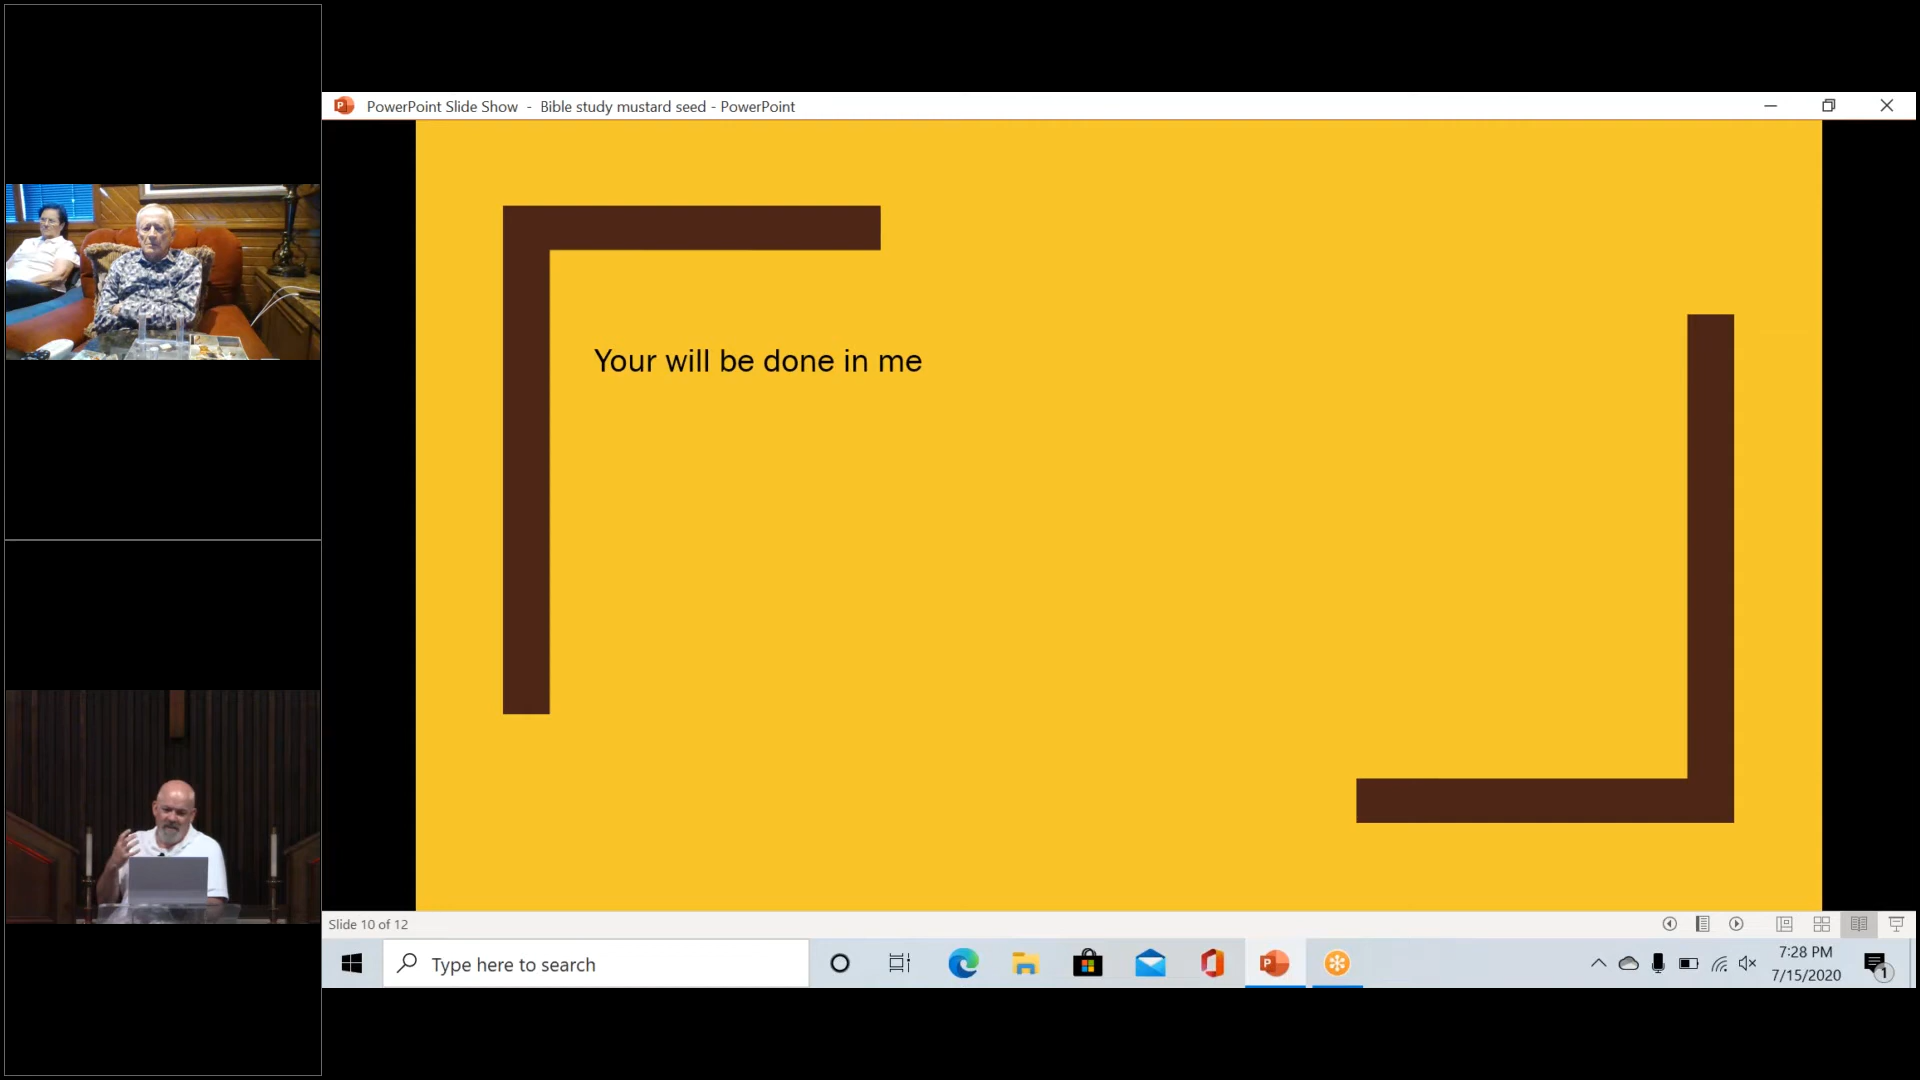 PowerPoint Slide Show - Bible study mustard seed - PowerPoint
Your will be done in me
Slide 10 of 12
Type here to search
7:28 PM
7/15/2020
1